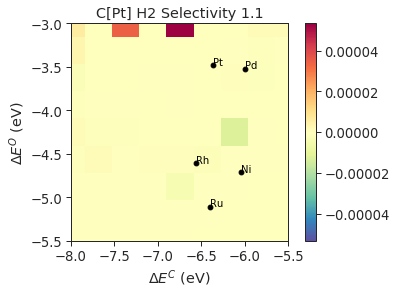 C[Pt] H2 Selectivity 1.1
−3.0
−3.5
−4.0
−4.5
−5.0
−5.5
ΔE^O (eV)
Pt
Pd
Rh
Ni
Ru
−8.0 −7.5 −7.0 −6.5 −6.0 −5.5
ΔE^C (eV)
0.00004
0.00002
0.00000
−0.00002
−0.00004